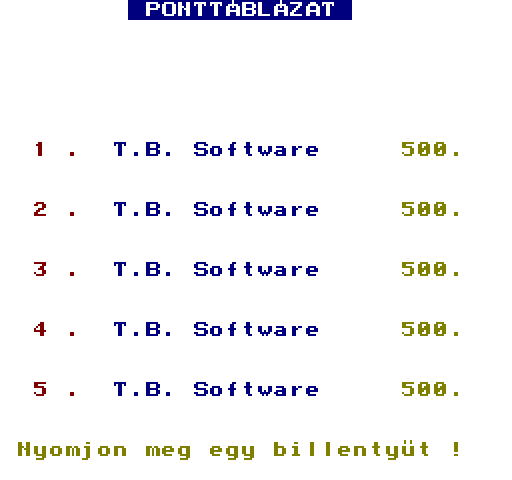 PONTTÁBLÁZAT
1 . T.B. Software 500.
2 . T.B. Software 500.
3 . T.B. Software 500.
4 . T.B. Software 500.
5 . T.B. Software 500.
Nyomjon meg egy billentyüt !